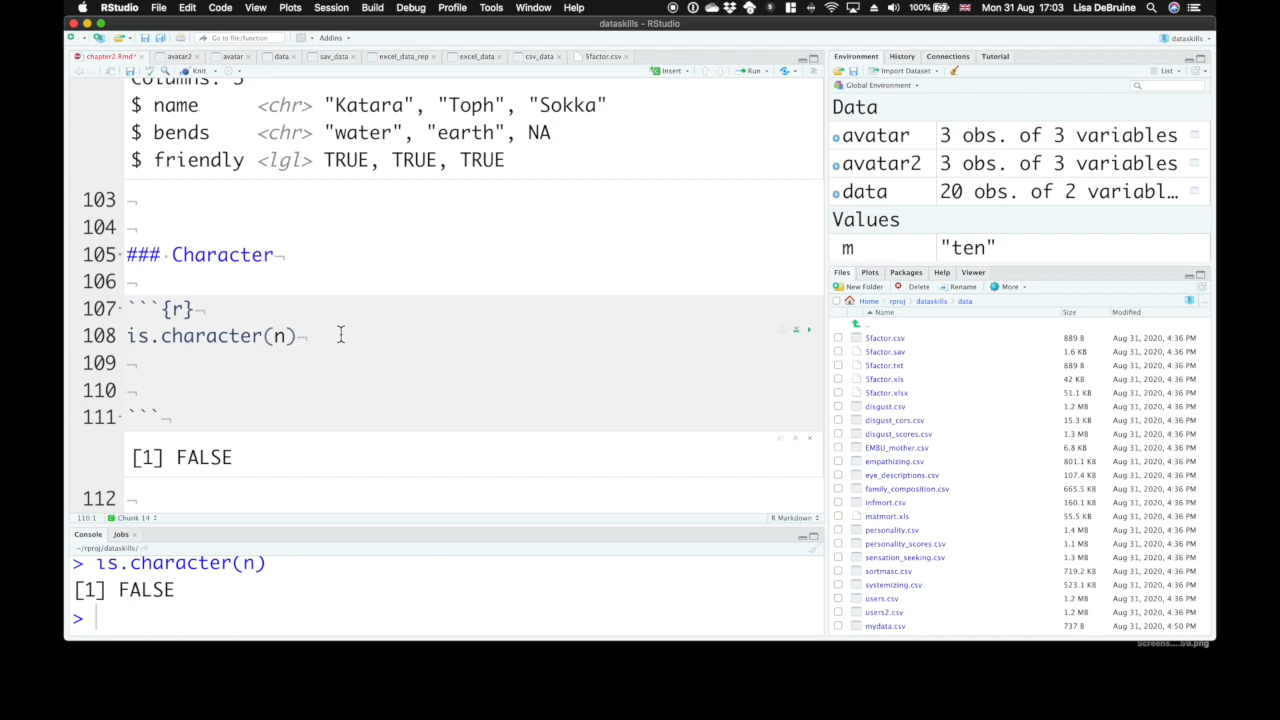 RStudio File Edit Code View Plots Session Build Debug Profile Tools Window Help 100% Mon 31 Aug 17:03 Lisa DeBruine
dataskills - RStudio
Go to file/function Addins dataskills
chapter2.Rmd* avatar2 avatar data sav_data excel_data_rep excel_data csv_data 5factor.csv
Knit Insert Run
Columns: 3
$ name <chr> "Katara", "Toph", "Sokka"
$ bends <chr> "water", "earth", NA
$ friendly <lgl> TRUE, TRUE, TRUE
103 ¬
104 ¬
105 ### Character¬
106 ¬
107 ```{r}¬
108 is.character(n)¬
109 ¬
110 ¬
111 ```¬
[1] FALSE
112 ¬
110:1 Chunk 14 R Markdown
Console Jobs
~/rproj/dataskills/
> is.character(n)
[1] FALSE
>
Environment History Connections Tutorial
Import Dataset List
Global Environment
Data
avatar 3 obs. of 3 variables
avatar2 3 obs. of 3 variables
data 20 obs. of 2 variabl…
Values
m "ten"
Files Plots Packages Help Viewer
New Folder Delete Rename More
Home rproj dataskills data
Name Size Modified
..
5factor.csv 889 B Aug 31, 2020, 4:36 PM
5factor.sav 1.6 KB Aug 31, 2020, 4:36 PM
5factor.txt 889 B Aug 31, 2020, 4:36 PM
5factor.xls 42 KB Aug 31, 2020, 4:36 PM
5factor.xlsx 51.1 KB Aug 31, 2020, 4:36 PM
disgust.csv 1.2 MB Aug 31, 2020, 4:36 PM
disgust_cors.csv 15.3 KB Aug 31, 2020, 4:36 PM
disgust_scores.csv 1.3 MB Aug 31, 2020, 4:36 PM
EMBU_mother.csv 6.8 KB Aug 31, 2020, 4:36 PM
empathizing.csv 801.1 KB Aug 31, 2020, 4:36 PM
eye_descriptions.csv 107.4 KB Aug 31, 2020, 4:36 PM
family_composition.csv 665.5 KB Aug 31, 2020, 4:36 PM
infmort.csv 160.1 KB Aug 31, 2020, 4:36 PM
matmort.xls 55.5 KB Aug 31, 2020, 4:36 PM
personality.csv 1.4 MB Aug 31, 2020, 4:36 PM
personality_scores.csv 1.1 MB Aug 31, 2020, 4:36 PM
sensation_seeking.csv 1.3 MB Aug 31, 2020, 4:36 PM
sortmasc.csv 719.2 KB Aug 31, 2020, 4:36 PM
systemizing.csv 523.1 KB Aug 31, 2020, 4:36 PM
users.csv 1.2 MB Aug 31, 2020, 4:36 PM
users2.csv 1.2 MB Aug 31, 2020, 4:36 PM
mydata.csv 737 B Aug 31, 2020, 4:50 PM
Screens....59.png